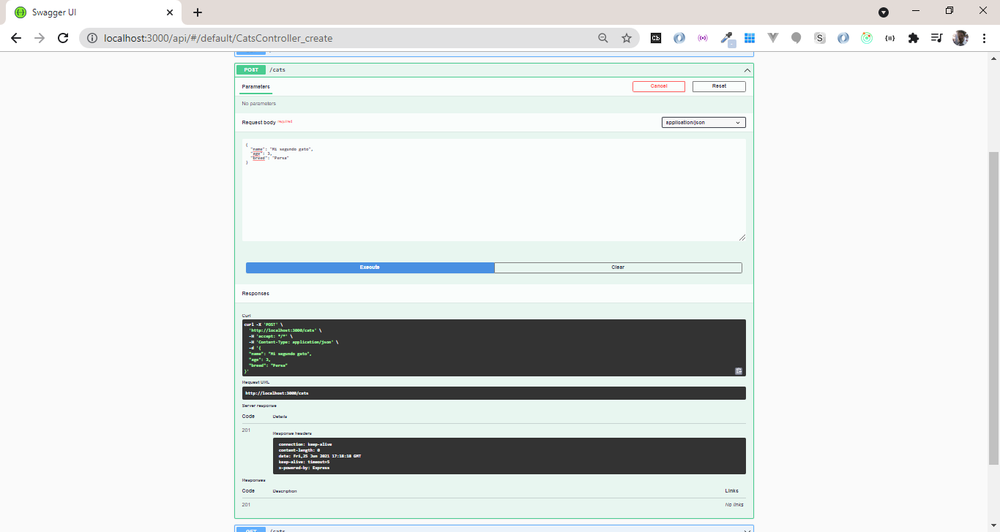 Swagger UI
localhost:3000/api/#/default/CatsController_create
POST /cats
Parameters
Cancel
Reset
No parameters
Request body required
application/json
{
"name": "Mi segundo gato",
"age": 3,
"breed": "Persa"
}
Execute
Clear
Responses
Curl
curl -X 'POST' \
'http://localhost:3000/cats' \
-H 'accept: */*' \
-H 'Content-Type: application/json' \
-d '{
"name": "Mi segundo gato",
"age": 3,
"breed": "Persa"
}'
Request URL
http://localhost:3000/cats
Server response
Code Details
201
Response headers
connection: keep-alive
content-length: 0
date: Fri,25 Jun 2021 17:18:18 GMT
keep-alive: timeout=5
x-powered-by: Express
Responses
Code Description Links
201 No links
GET /cats